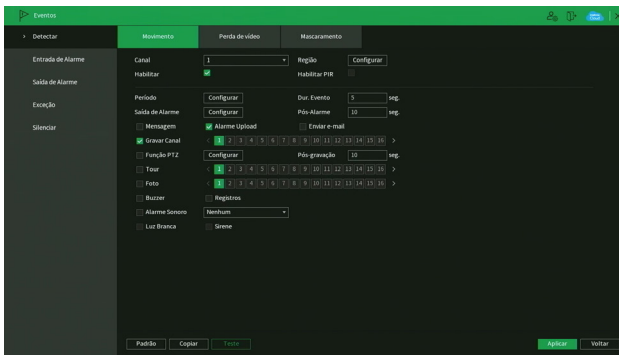 Eventos
Detectar
Entrada de Alarme
Saída de Alarme
Exceção
Silenciar
Movimento Perda de vídeo Mascaramento
Canal 1 Região Configurar
Habilitar Habilitar PIR
Período Configurar Dur. Evento 5 seg.
Saída de Alarme Configurar Pós-Alarme 10 seg.
Mensagem Alarme Upload Enviar e-mail
Gravar Canal < 1 2 3 4 5 6 7 8 9 10 11 12 13 14 15 16 >
Função PTZ Configurar Pós-gravação 10 seg.
Tour < 1 2 3 4 5 6 7 8 9 10 11 12 13 14 15 16 >
Foto < 1 2 3 4 5 6 7 8 9 10 11 12 13 14 15 16 >
Buzzer Registros
Alarme Sonoro Nenhum
Luz Branca Sirene
Padrão Copiar Teste Aplicar Voltar